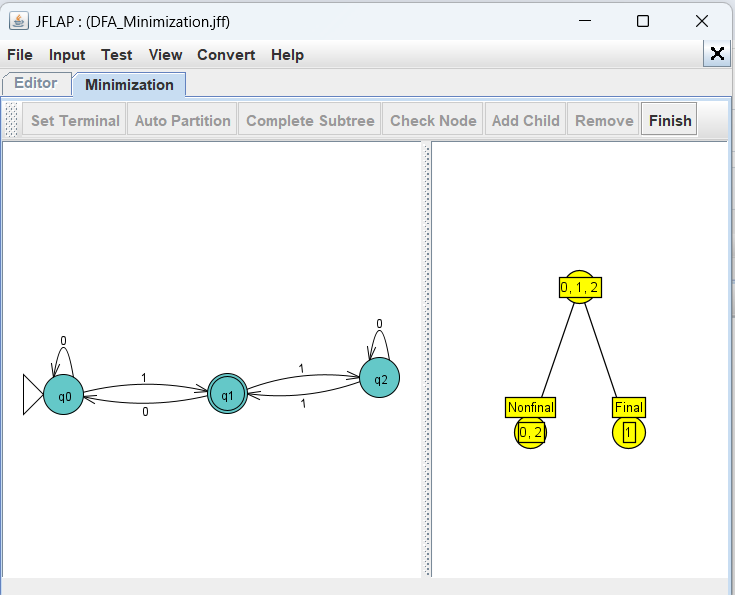 JFLAP : (DFA_Minimization.jff)
File Input Test View Convert Help
Editor Minimization
Set Terminal Auto Partition Complete Subtree Check Node Add Child Remove Finish
0, 1, 2
0
0
1
1
q0
q1
q2
0
1
Nonfinal Final
0, 2 1